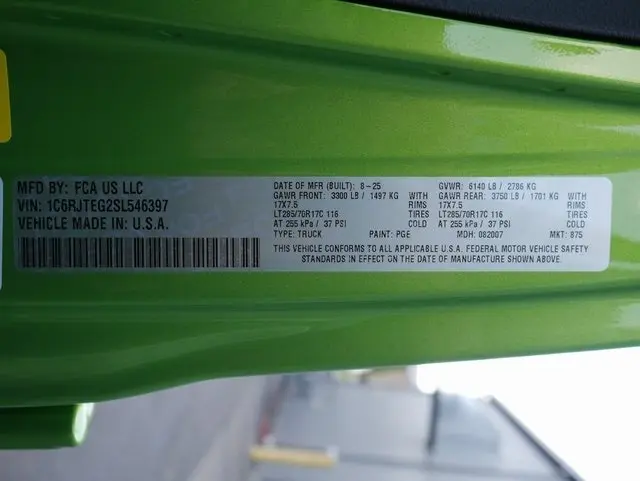 MFD BY: FCA US LLC
VIN: 1C6RJTEG2SL546397
VEHICLE MADE IN: U.S.A.
DATE OF MFR (BUILT): 8-25 GVWR: 6140 LB / 2786 KG
GAWR FRONT: 3300 LB / 1497 KG WITH GAWR REAR: 3750 LB / 1701 KG WITH
17X7.5 RIMS 17X7.5 RIMS
LT285/70R17C 116 TIRES LT285/70R17C 116 TIRES
AT 255 kPa / 37 PSI COLD AT 255 kPa / 37 PSI COLD
TYPE: TRUCK PAINT: PGE MDH: 082007 MKT: 875
THIS VEHICLE CONFORMS TO ALL APPLICABLE U.S.A. FEDERAL MOTOR VEHICLE SAFETY
STANDARDS IN EFFECT ON THE DATE OF MANUFACTURE SHOWN ABOVE.